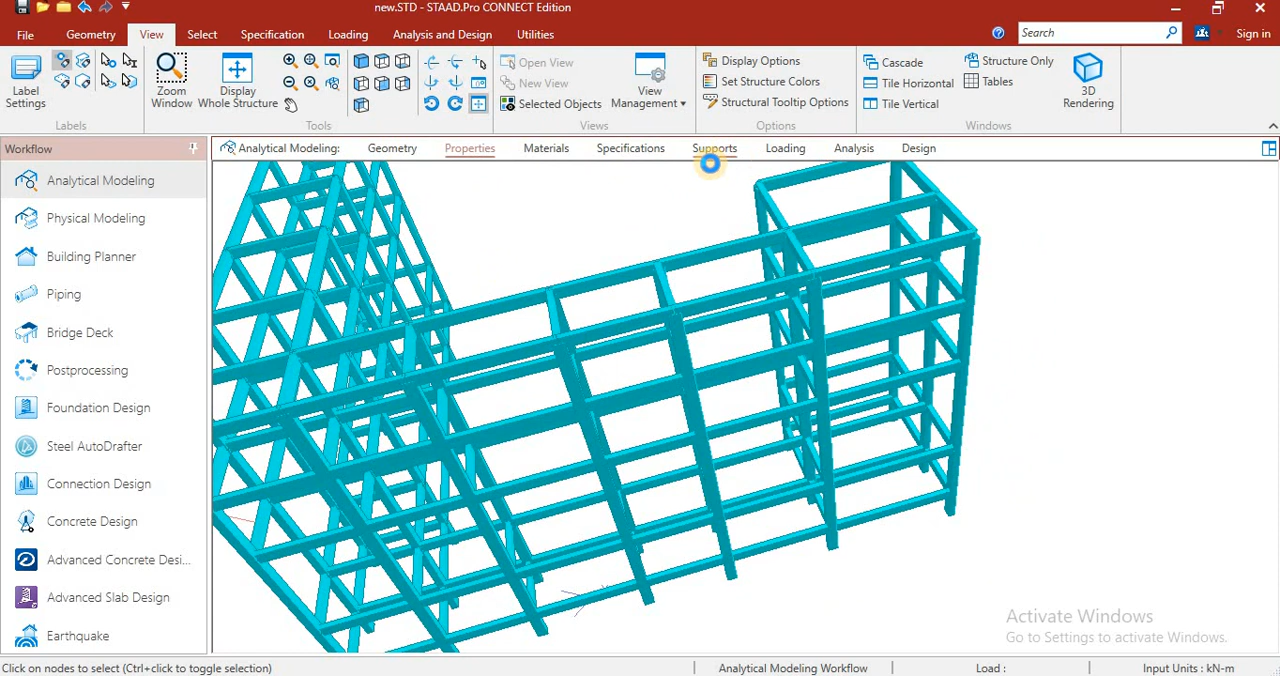 new.STD - STAAD.Pro CONNECT Edition
File Geometry View Select Specification Loading Analysis and Design Utilities Search Sign in
Label Settings
Zoom Window
Display Whole Structure
Open View
New View
Selected Objects
View Management
Display Options
Set Structure Colors
Structural Tooltip Options
Cascade
Tile Horizontal
Tile Vertical
Structure Only
Tables
3D Rendering
Labels Tools Views Options Windows
Workflow
Analytical Modeling: Geometry Properties Materials Specifications Supports Loading Analysis Design
Analytical Modeling
Physical Modeling
Building Planner
Piping
Bridge Deck
Postprocessing
Foundation Design
Steel AutoDrafter
Connection Design
Concrete Design
Advanced Concrete Desi...
Advanced Slab Design
Earthquake
Activate Windows
Go to Settings to activate Windows.
Click on nodes to select (Ctrl+click to toggle selection) Analytical Modeling Workflow Load : Input Units : kN-m